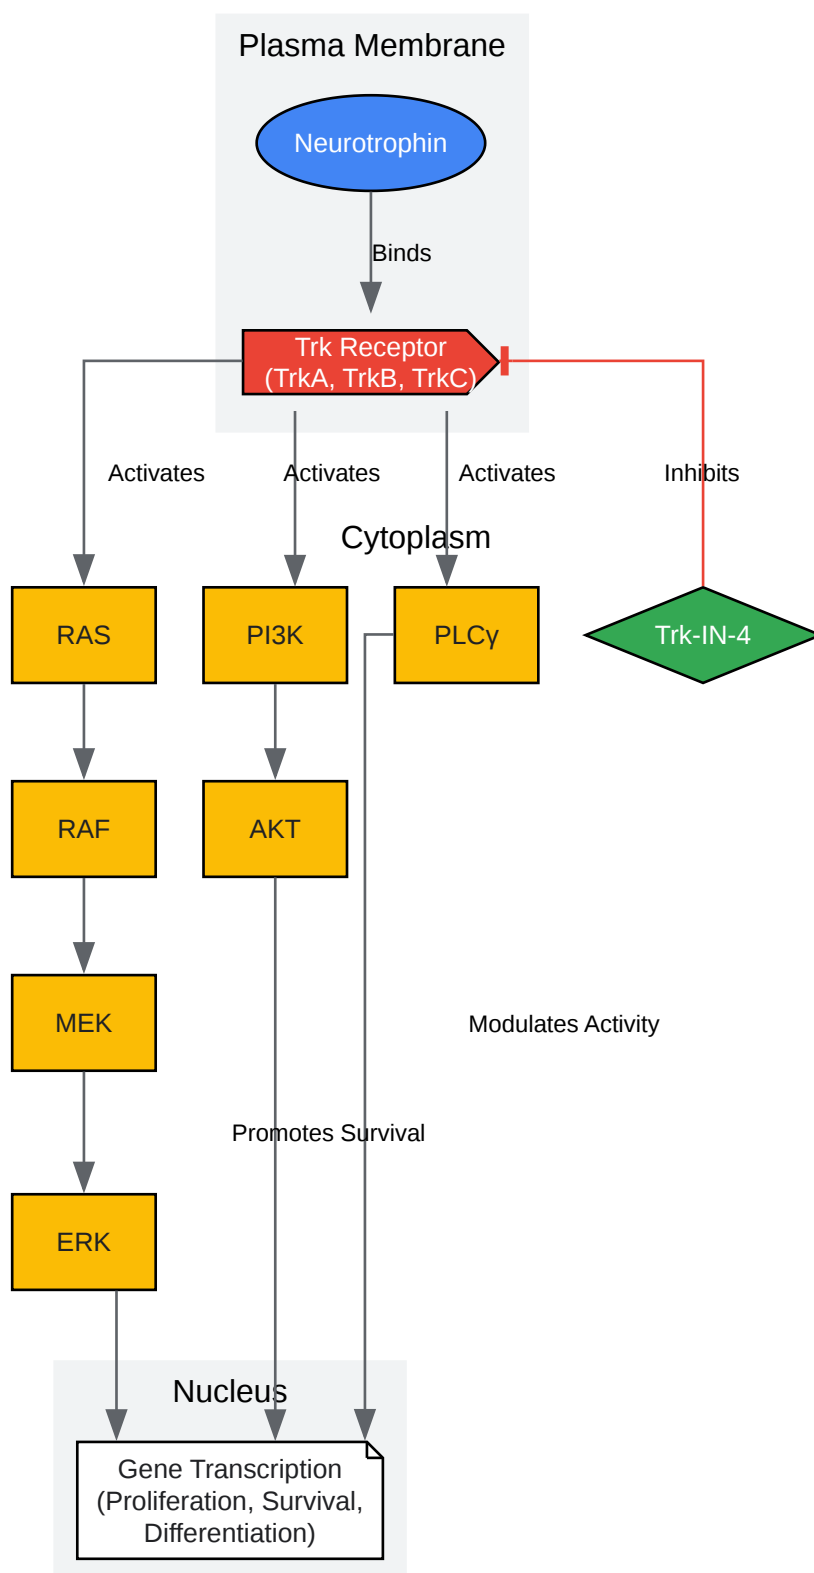 Plasma Membrane
Neurotrophin
Binds
Trk Receptor
(TrkA, TrkB, TrkC)
Activates
Activates
Activates
Inhibits
Cytoplasm
RAS
PI3K
PLCγ
Trk-IN-4
RAF
AKT
MEK
Modulates Activity
Promotes Survival
ERK
Nucleus
Gene Transcription
(Proliferation, Survival,
Differentiation)